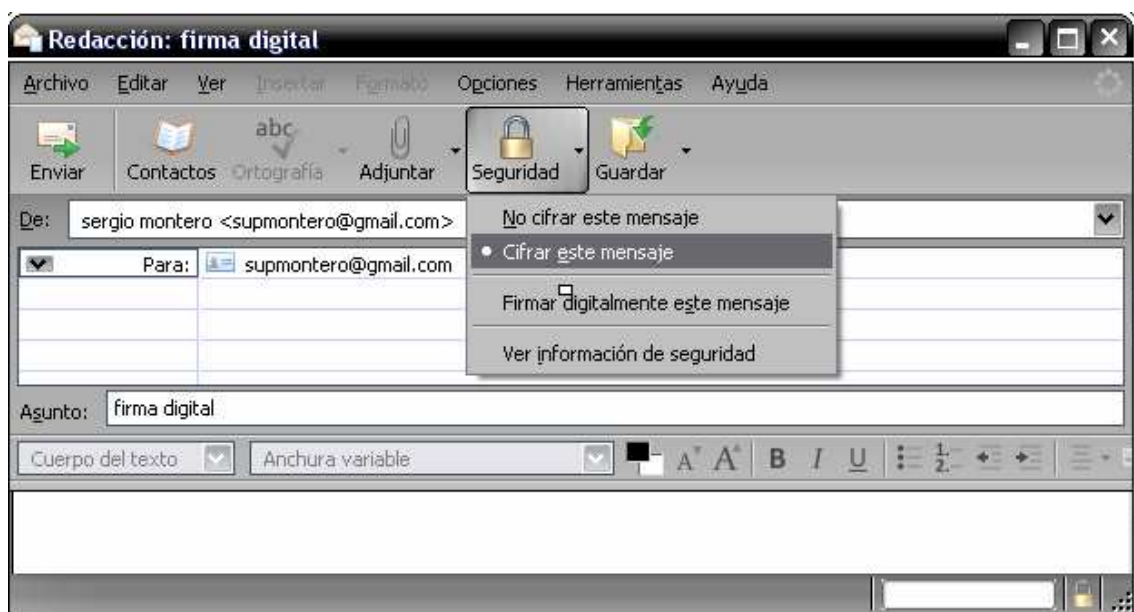 Redacción: firma digital
Archivo Editar Ver Insertar Formato Opciones Herramientas Ayuda
abc
Enviar Contactos Ortografía Adjuntar Seguridad Guardar
De: sergio montero <supmontero@gmail.com>
No cifrar este mensaje
Cifrar este mensaje
Para: supmontero@gmail.com
Firmar digitalmente este mensaje
Ver información de seguridad
Asunto: firma digital
Cuerpo del texto Anchura variable A A B I U 1. 2.